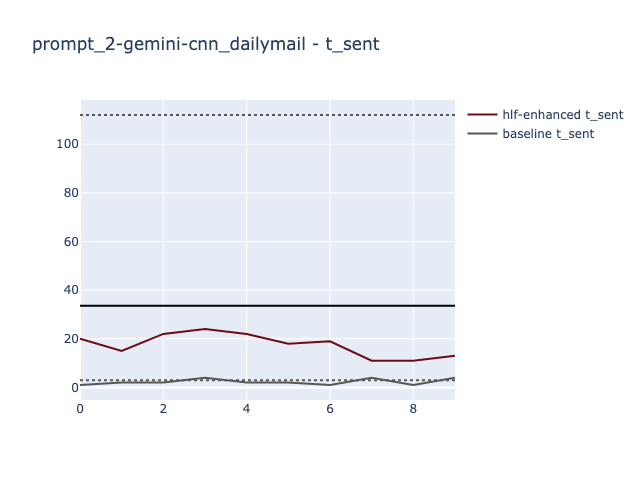 prompt_2-gemini-cnn_dailymail - t_sent
hlf-enhanced t_sent
baseline t_sent
100
80
60
40
20
0
0 2 4 6 8